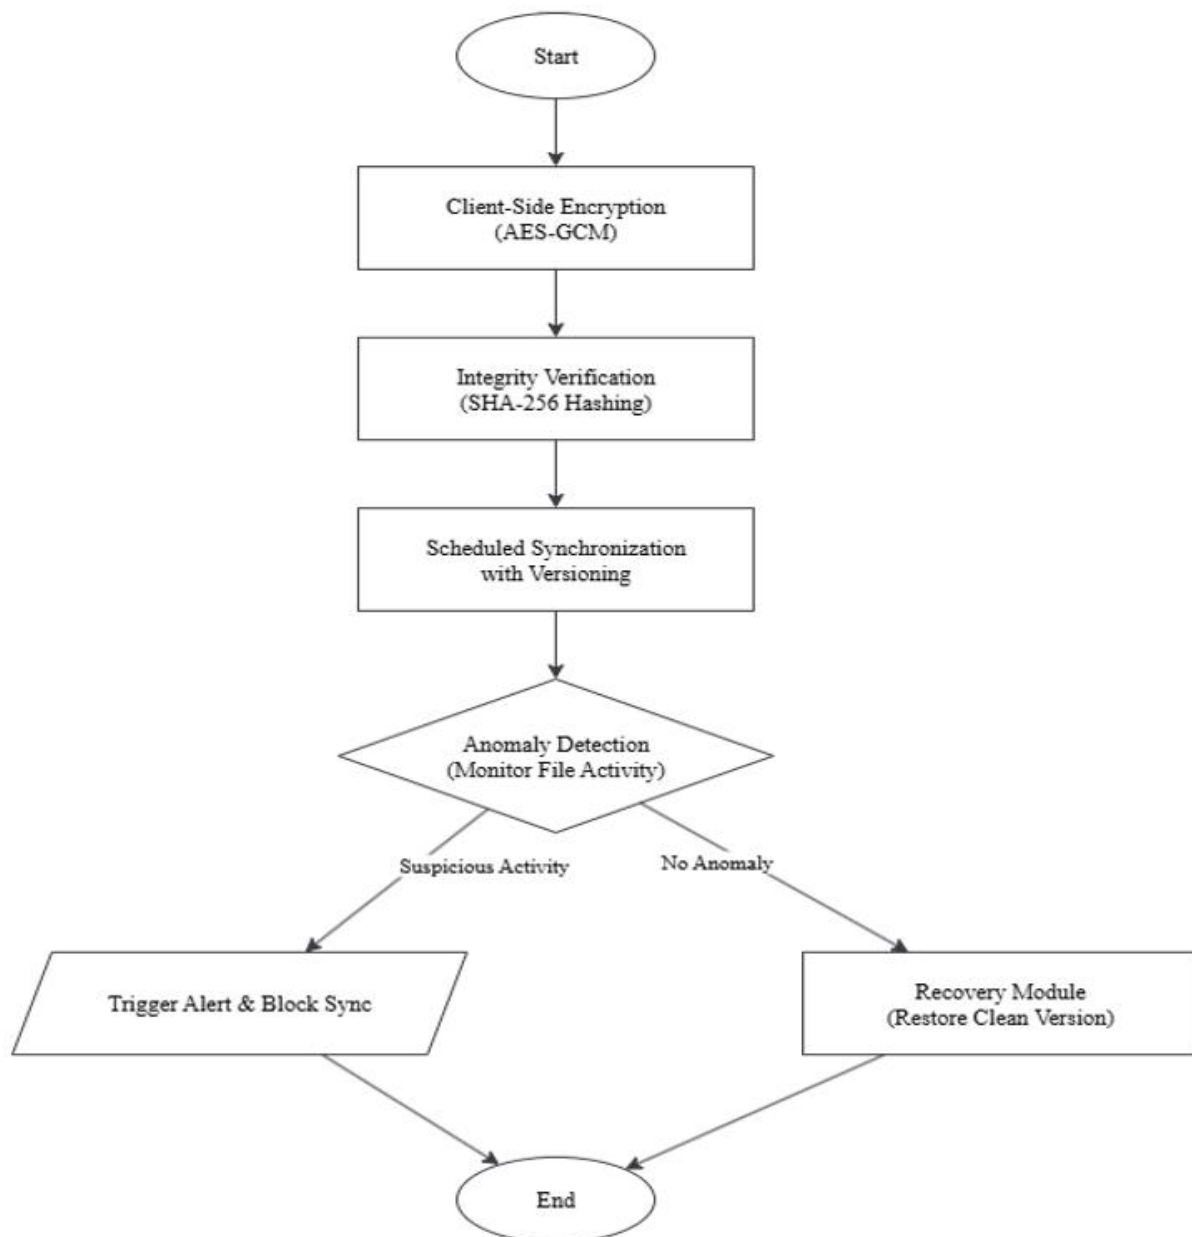 Start
Client-Side Encryption
(AES-GCM)
Integrity Verification
(SHA-256 Hashing)
Scheduled Synchronization
with Versioning
Anomaly Detection
(Monitor File Activity)
Suspicious Activity
No Anomaly
Trigger Alert & Block Sync
Recovery Module
(Restore Clean Version)
End